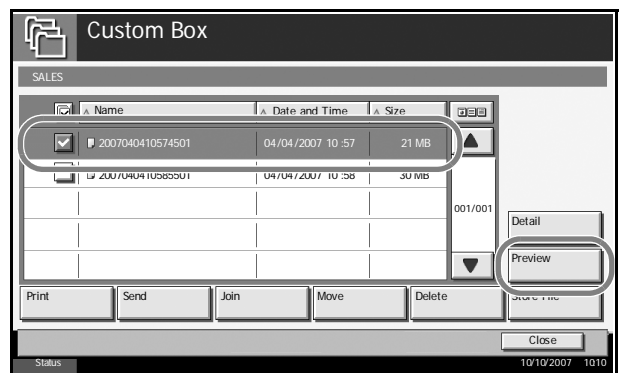 Custom Box
SALES
Name Date and Time Size
2007040410574501 04/04/2007 10:57 21 MB
2007040410585501 04/04/2007 10:58 30 MB
001/001
Detail
Preview
Print Send Join Move Delete Store File
Close
Status 10/10/2007 10:10